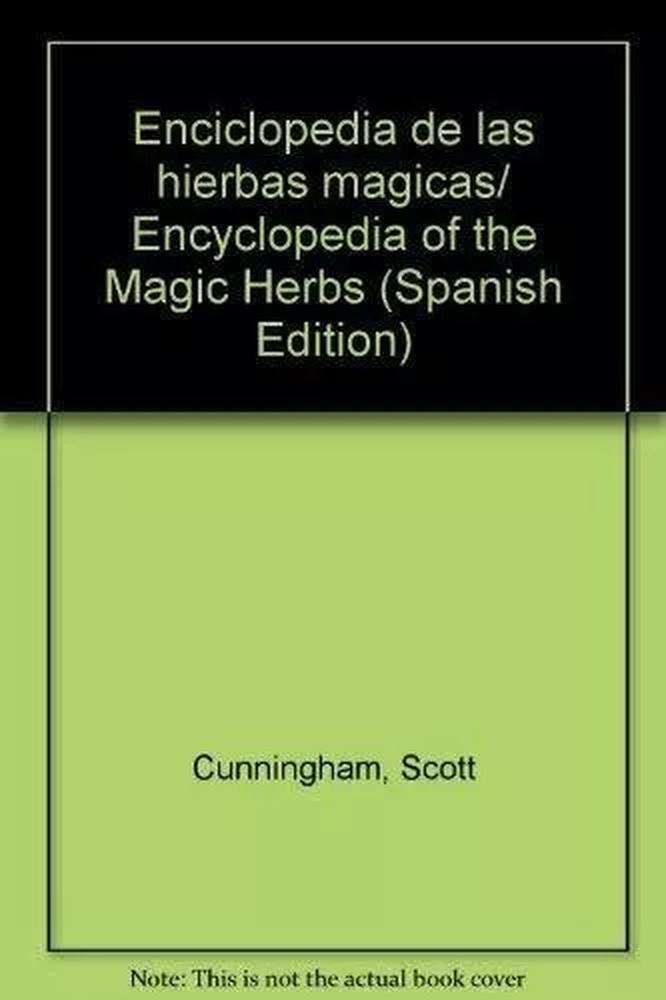 Enciclopedia de las
hierbas magicas/
Encyclopedia of the
Magic Herbs (Spanish
Edition)
Cunningham, Scott
Note: This is not the actual book cover